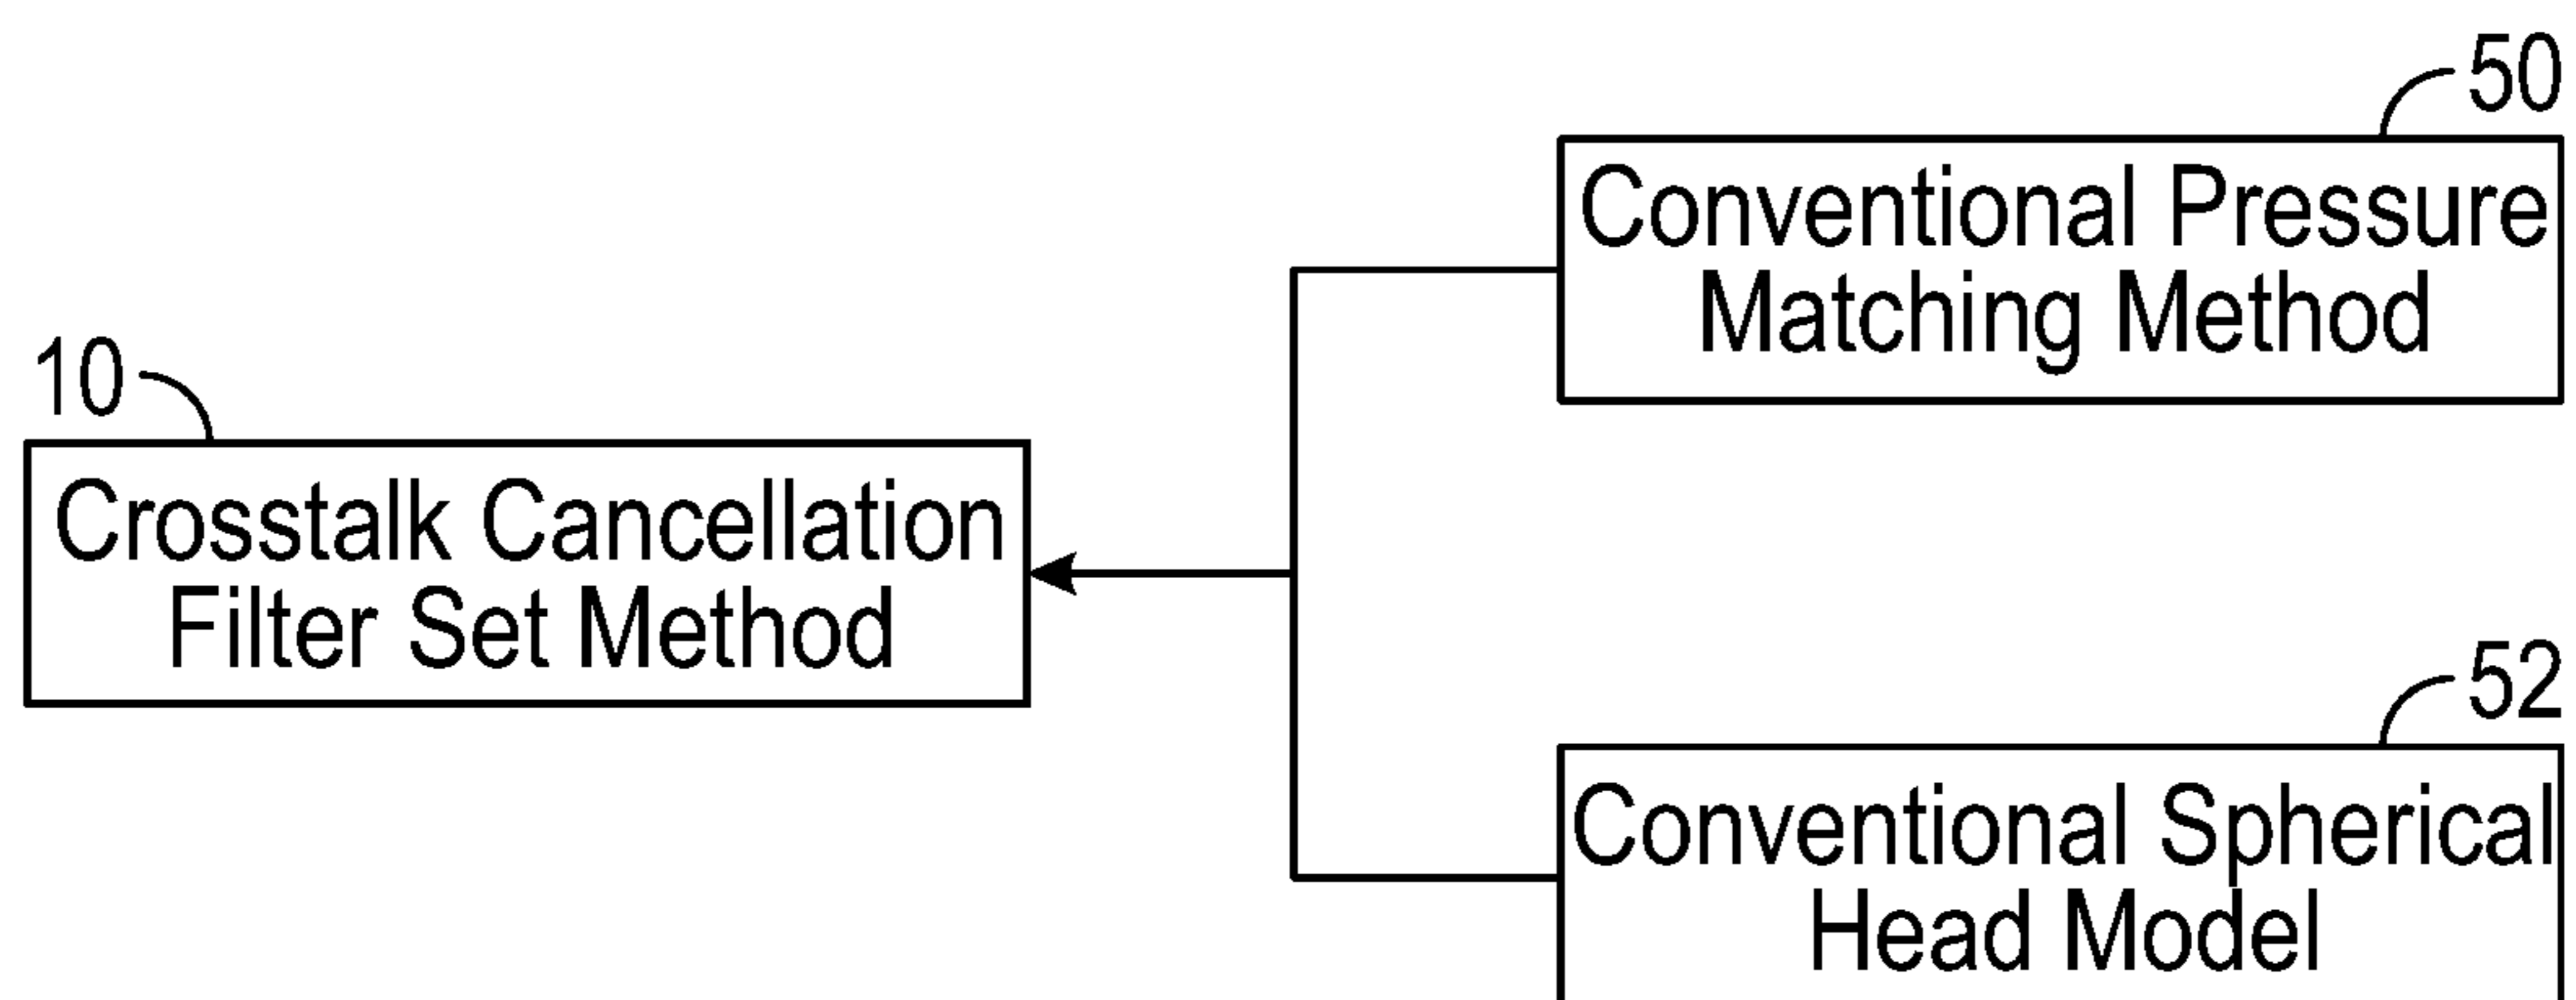 50
Conventional Pressure
Matching Method
10
Crosstalk Cancellation
Filter Set Method
52
Conventional Spherical
Head Model